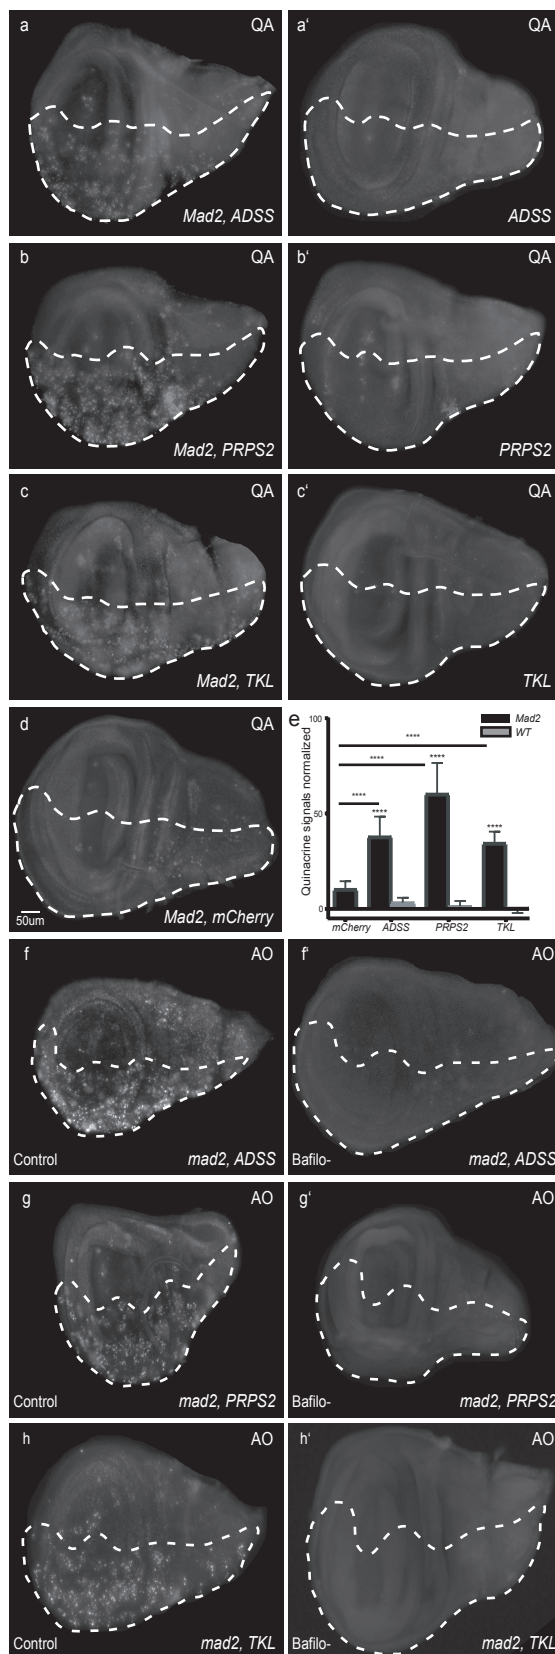 a QA a' QA
Mad2, ADSS ADSS
b QA b' QA
Mad2, PRPS2 PRPS2
c QA c' QA
Mad2, TKL TKL
d QA
50um Mad2, mCherry
e
Mad2
WT
Quinacrine signals normalized
100
50
0
****
****
****
**** **** ****
mCherry ADSS PRPS2 TKL
f AO f' AO
Control mad2, ADSS Bafilo- mad2, ADSS
g AO g' AO
Control mad2, PRPS2 Bafilo- mad2, PRPS2
h AO h' AO
Control mad2, TKL Bafilo- mad2, TKL